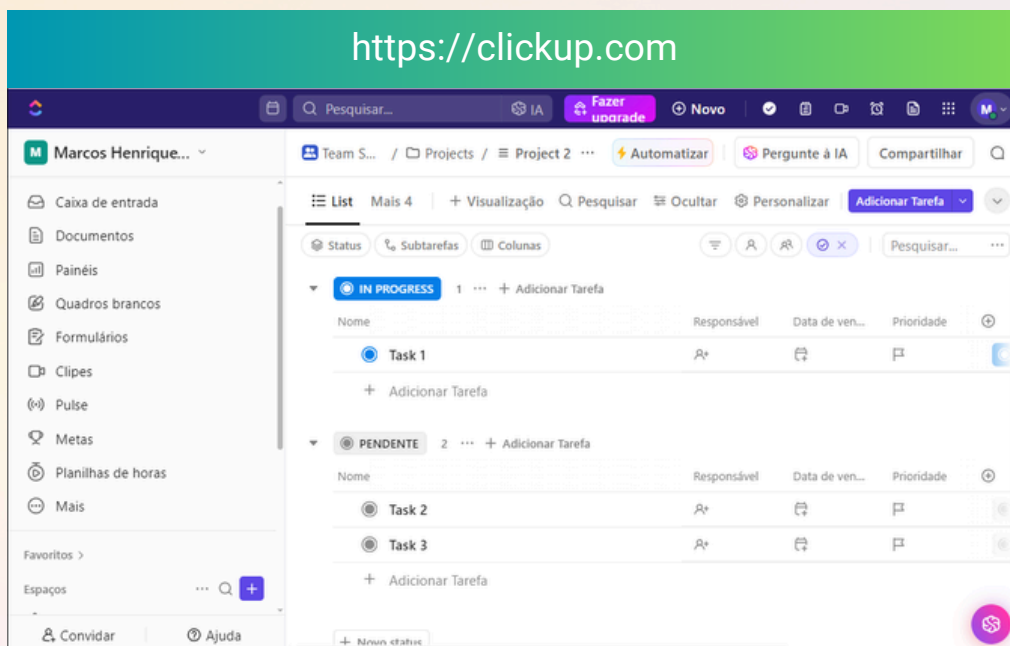 https://clickup.com
Pesquisar... IA Fazer upgrade Novo M
M Marcos Henrique...
Team S... / Projects / Project 2 ... Automatizar Pergunte à IA Compartilhar
List Mais 4 + Visualização Pesquisar Ocultar Personalizar Adicionar Tarefa
Status Subtarefas Colunas Pesquisar... ...
Caixa de entrada
Documentos
Painéis
Quadros brancos
Formulários
Clipes
Pulse
Metas
Planilhas de horas
Mais
Favoritos >
Espaços ... +
Convidar Ajuda
IN PROGRESS 1 ... + Adicionar Tarefa
Nome Responsável Data de ven... Prioridade
Task 1
+ Adicionar Tarefa
PENDENTE 2 ... + Adicionar Tarefa
Nome Responsável Data de ven... Prioridade
Task 2
Task 3
+ Adicionar Tarefa
+ Novo status